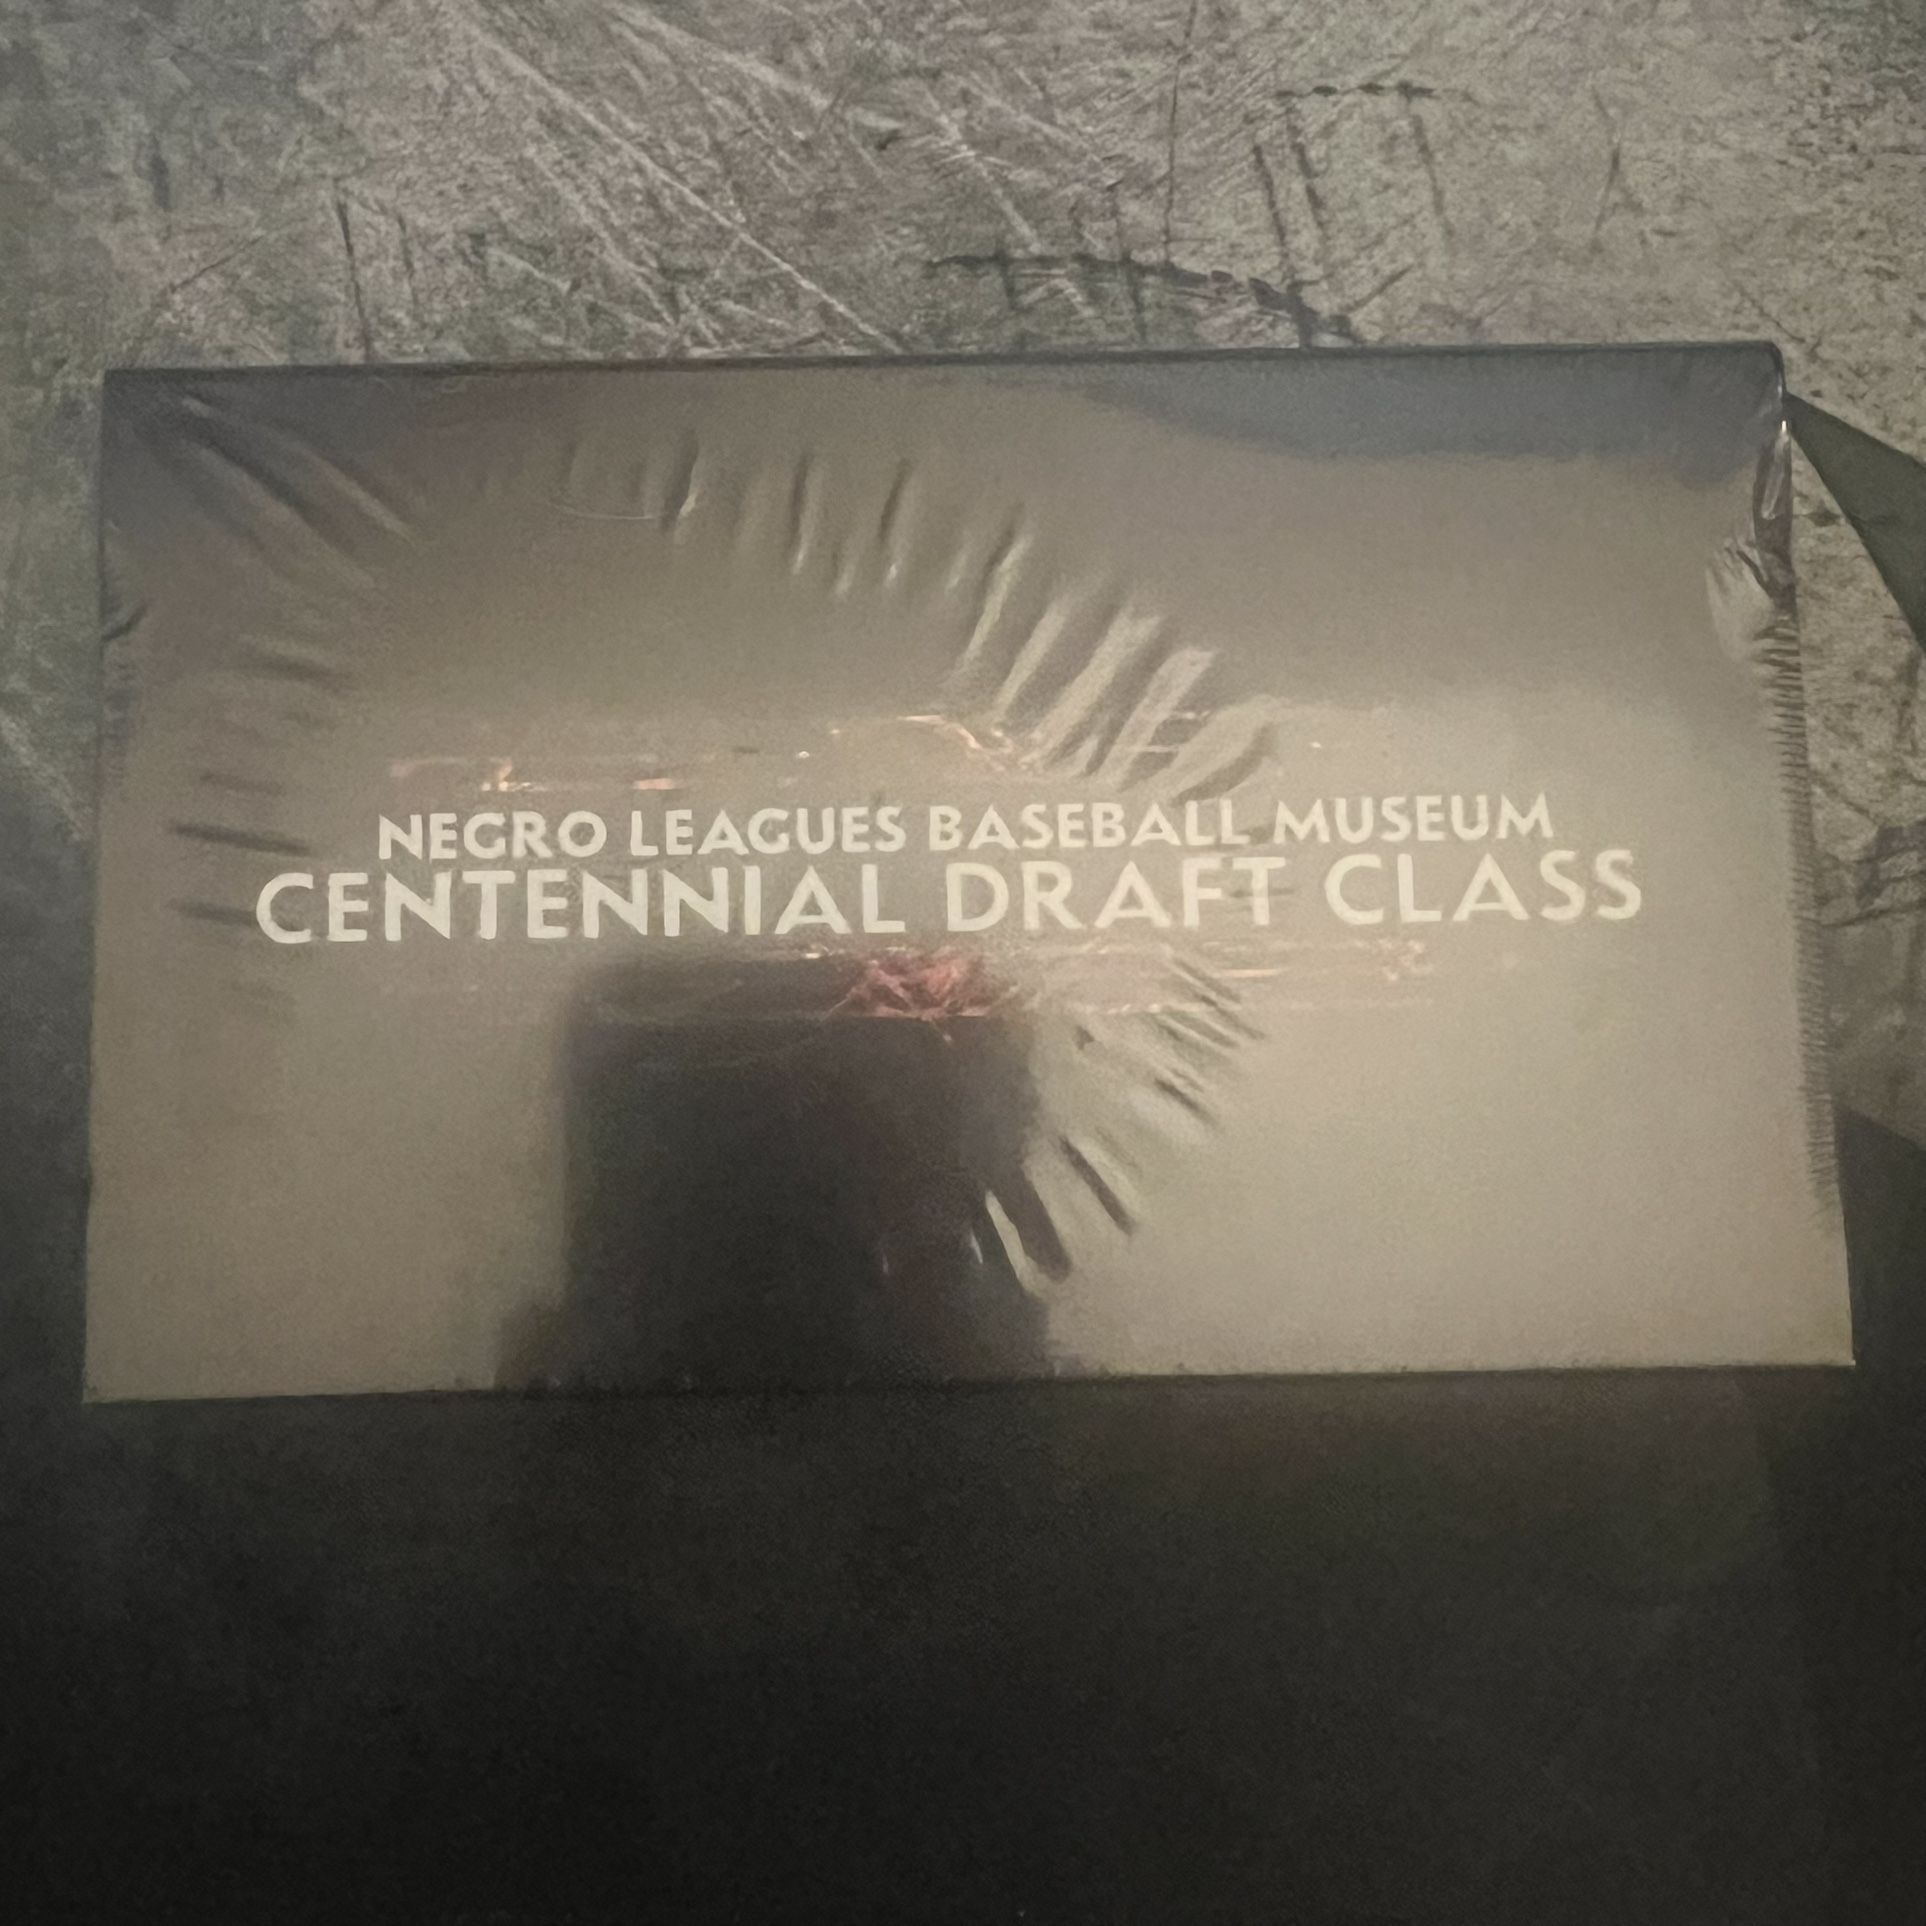 NEGRO LEAGUES BASEBALL MUSEUM
CENTENNIAL DRAFT CLASS